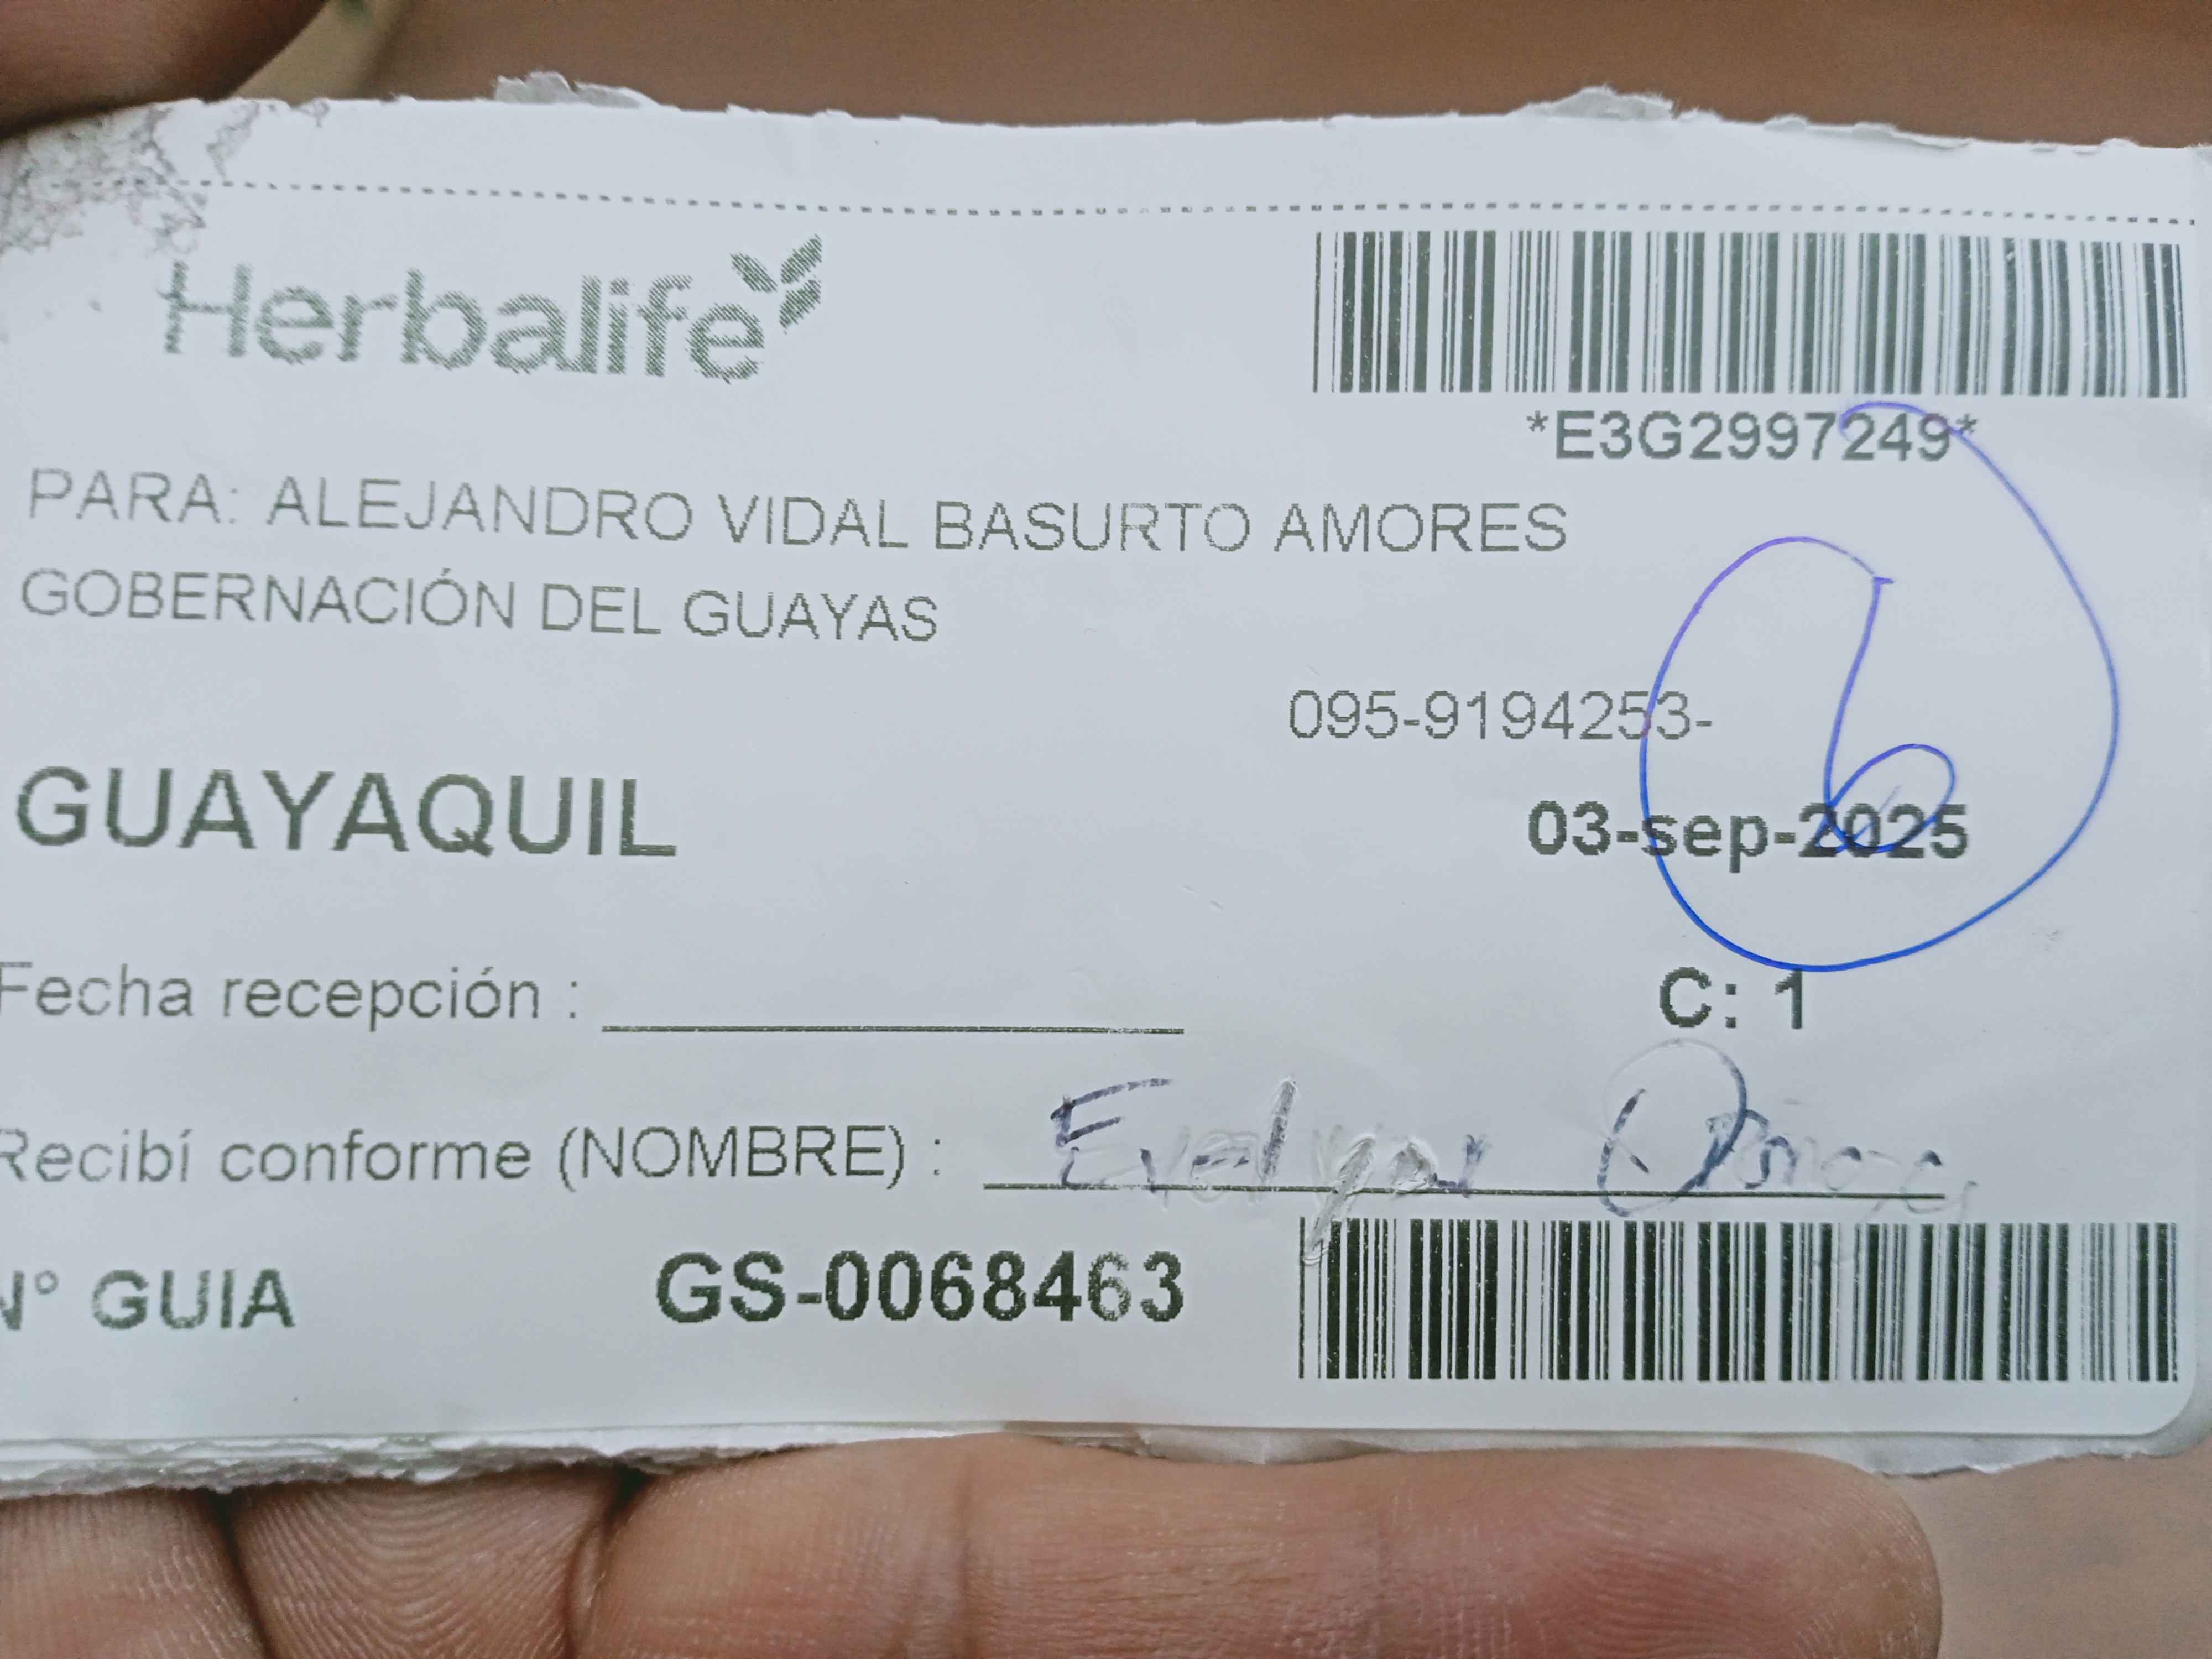 Herbalife
*E3G2997249*
PARA: ALEJANDRO VIDAL BASURTO AMORES
GOBERNACIÓN DEL GUAYAS
095-9194253-
GUAYAQUIL
03-sep-2025
6
Fecha recepción :
C: 1
Recibí conforme (NOMBRE) : Evelyn
N° GUIA GS-0068463